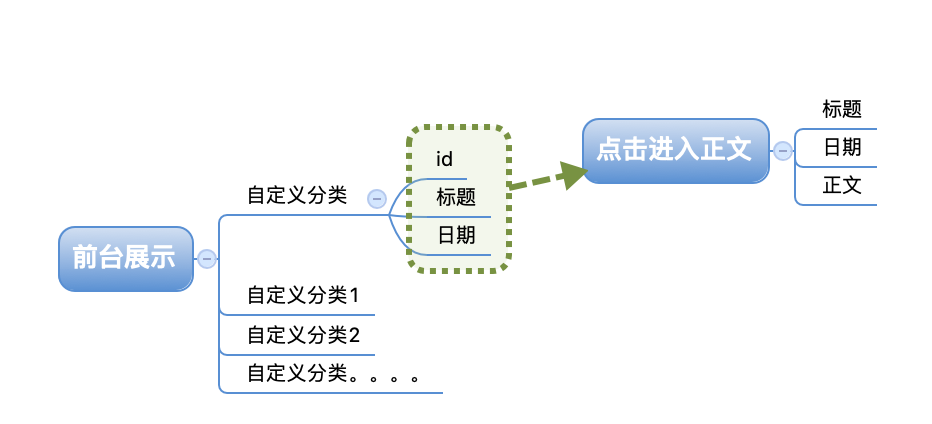 前台展示
自定义分类
id
标题
日期
自定义分类1
自定义分类2
自定义分类。。。。
点击进入正文
标题
日期
正文